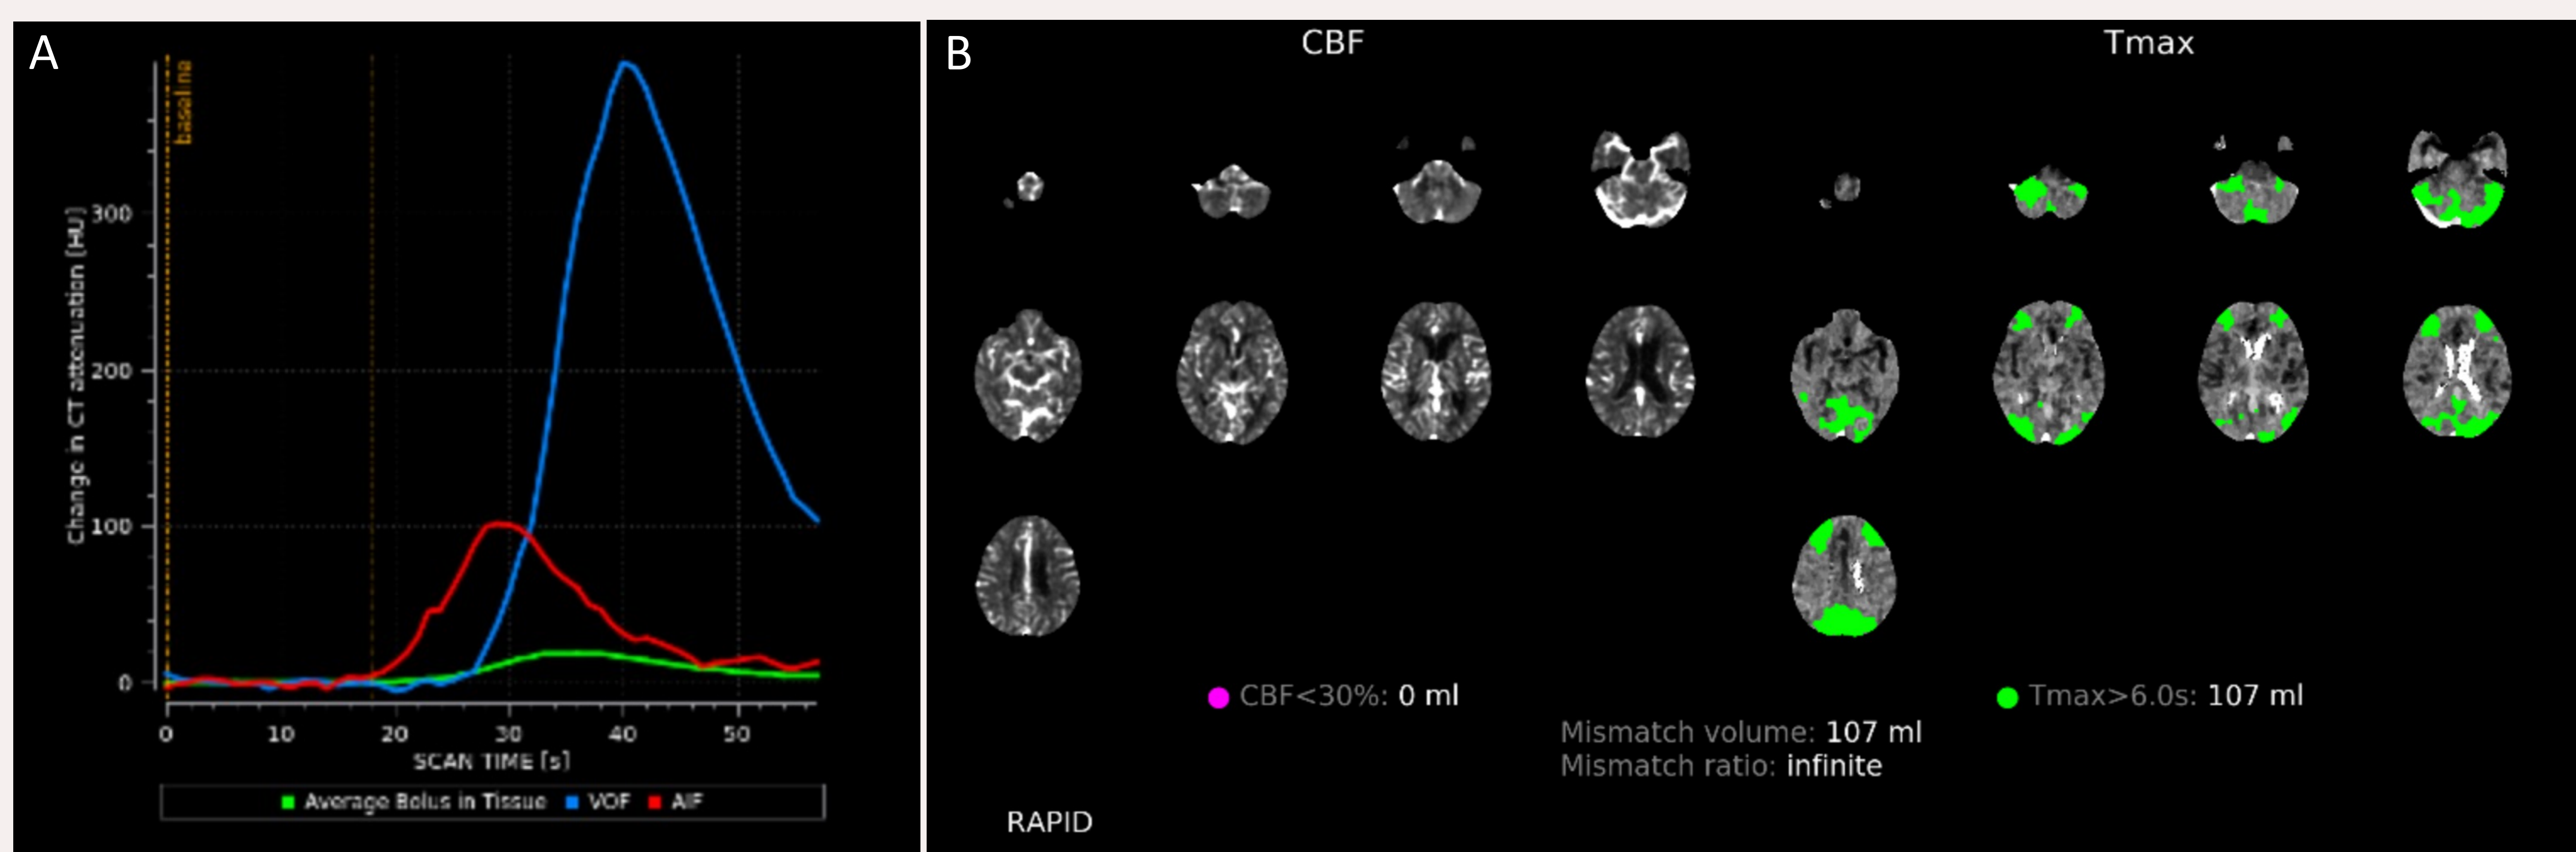 A
baseline
Change in CT attenuation [HU]
300
200
100
0
0 10 20 30 40 50
SCAN TIME [s]
Average Bolus in Tissue VOF AIF
B
CBF
Tmax
CBF<30%: 0 ml
Tmax>6.0s: 107 ml
Mismatch volume: 107 ml
Mismatch ratio: infinite
RAPID